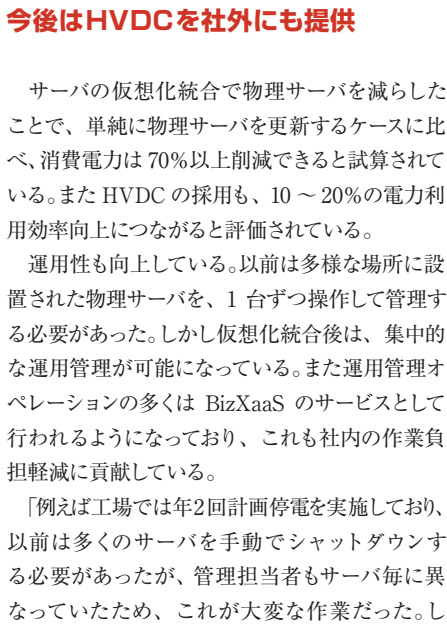 今後はHVDCを社外にも提供
　サーバの仮想化統合で物理サーバを減らした
ことで、単純に物理サーバを更新するケースに比
べ、消費電力は70%以上削減できると試算されて
いる。また HVDC の採用も、10 ～ 20%の電力利
用効率向上につながると評価されている。
　運用性も向上している。以前は多様な場所に設
置された物理サーバを、1 台ずつ操作して管理す
る必要があった。しかし仮想化統合後は、集中的
な運用管理が可能になっている。また運用管理オ
ペレーションの多くは BizXaaS のサービスとして
行われるようになっており、これも社内の作業負
担軽減に貢献している。
　「例えば工場では年2回計画停電を実施しており、
以前は多くのサーバを手動でシャットダウンす
る必要があったが、管理担当者もサーバ毎に異
なっていたため、これが大変な作業だった。し